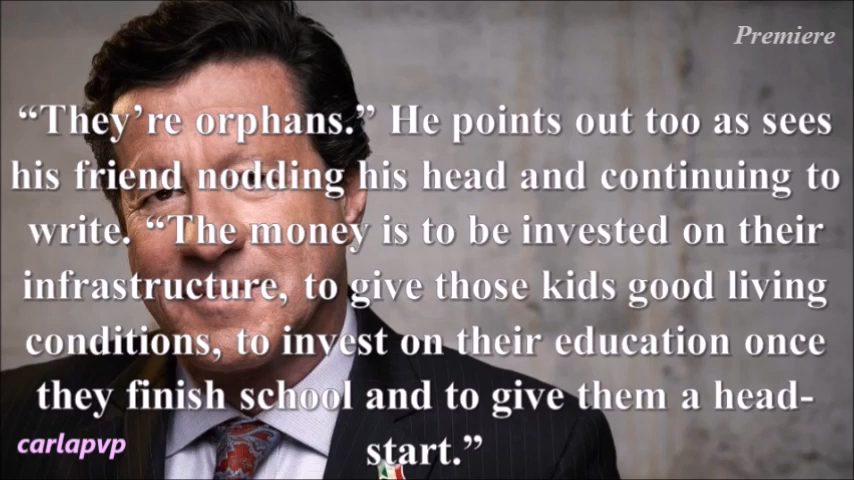 Premiere
“They’re orphans.” He points out too as sees
his friend nodding his head and continuing to
write. “The money is to be invested on their
infrastructure, to give those kids good living
conditions, to invest on their education once
they finish school and to give them a head-
start.”
carlapvp